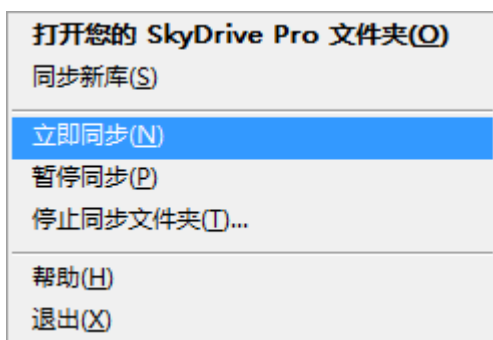 打开您的 SkyDrive Pro 文件夹(O)
同步新库(S)
立即同步(N)
暂停同步(P)
停止同步文件夹(T)...
帮助(H)
退出(X)